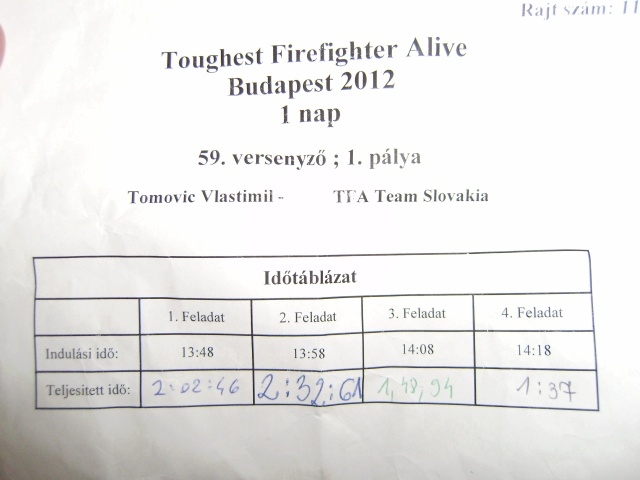 Rajt szám: 11
Toughest Firefighter Alive
Budapest 2012
1 nap
59. versenyző ; 1. pálya
Tomovic Vlastimil - TFA Team Slovakia
Időtáblázat
1. Feladat 2. Feladat 3. Feladat 4. Feladat
Indulási idő: 13:48 13:58 14:08 14:18
Teljesített idő: 2:02:46 2:32:61 1,48,94 1:37